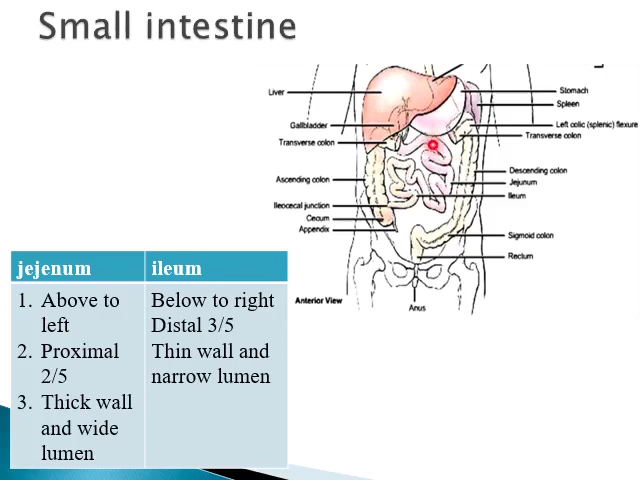 Small intestine
Liver
Gallbladder
Transverse colon
Ascending colon
Ileocecal junction
Cecum
Appendix
Anterior View
Stomach
Spleen
Left colic (splenic) flexure
Transverse colon
Descending colon
Jejunum
Ileum
Sigmoid colon
Rectum
Anus
jejenum
1. Above to
left
2. Proximal
2/5
3. Thick wall
and wide
lumen
ileum
Below to right
Distal 3/5
Thin wall and
narrow lumen